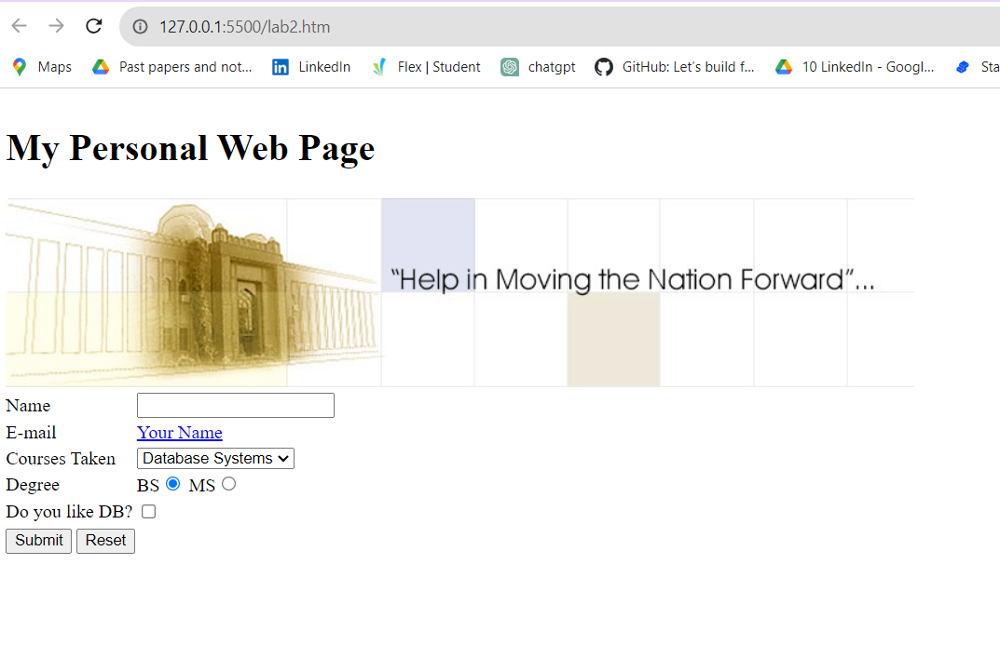 127.0.0.1:5500/lab2.htm
Maps Past papers and not... LinkedIn Flex | Student chatgpt GitHub: Let's build f... 10 LinkedIn - Googl... Sta
My Personal Web Page
“Help in Moving the Nation Forward”...
Name
E-mail Your Name
Courses Taken Database Systems
Degree BS MS
Do you like DB?
Submit Reset